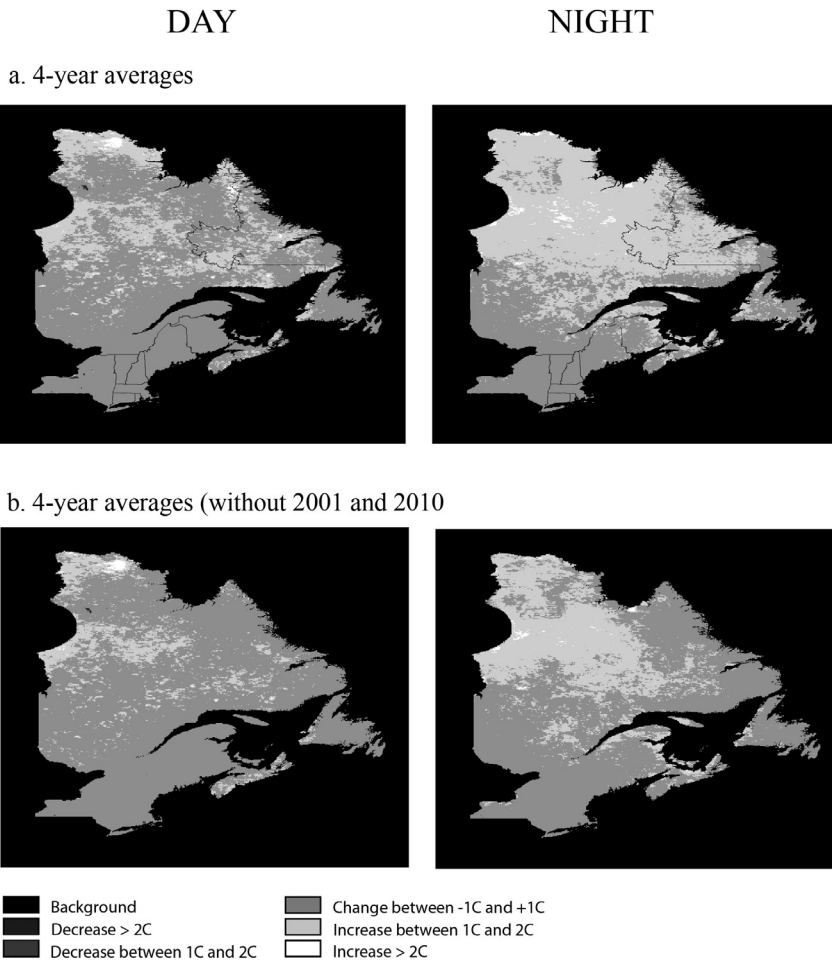 DAY NIGHT
a. 4-year averages
b. 4-year averages (without 2001 and 2010
Background
Decrease > 2C
Decrease between 1C and 2C
Change between -1C and +1C
Increase between 1C and 2C
Increase > 2C